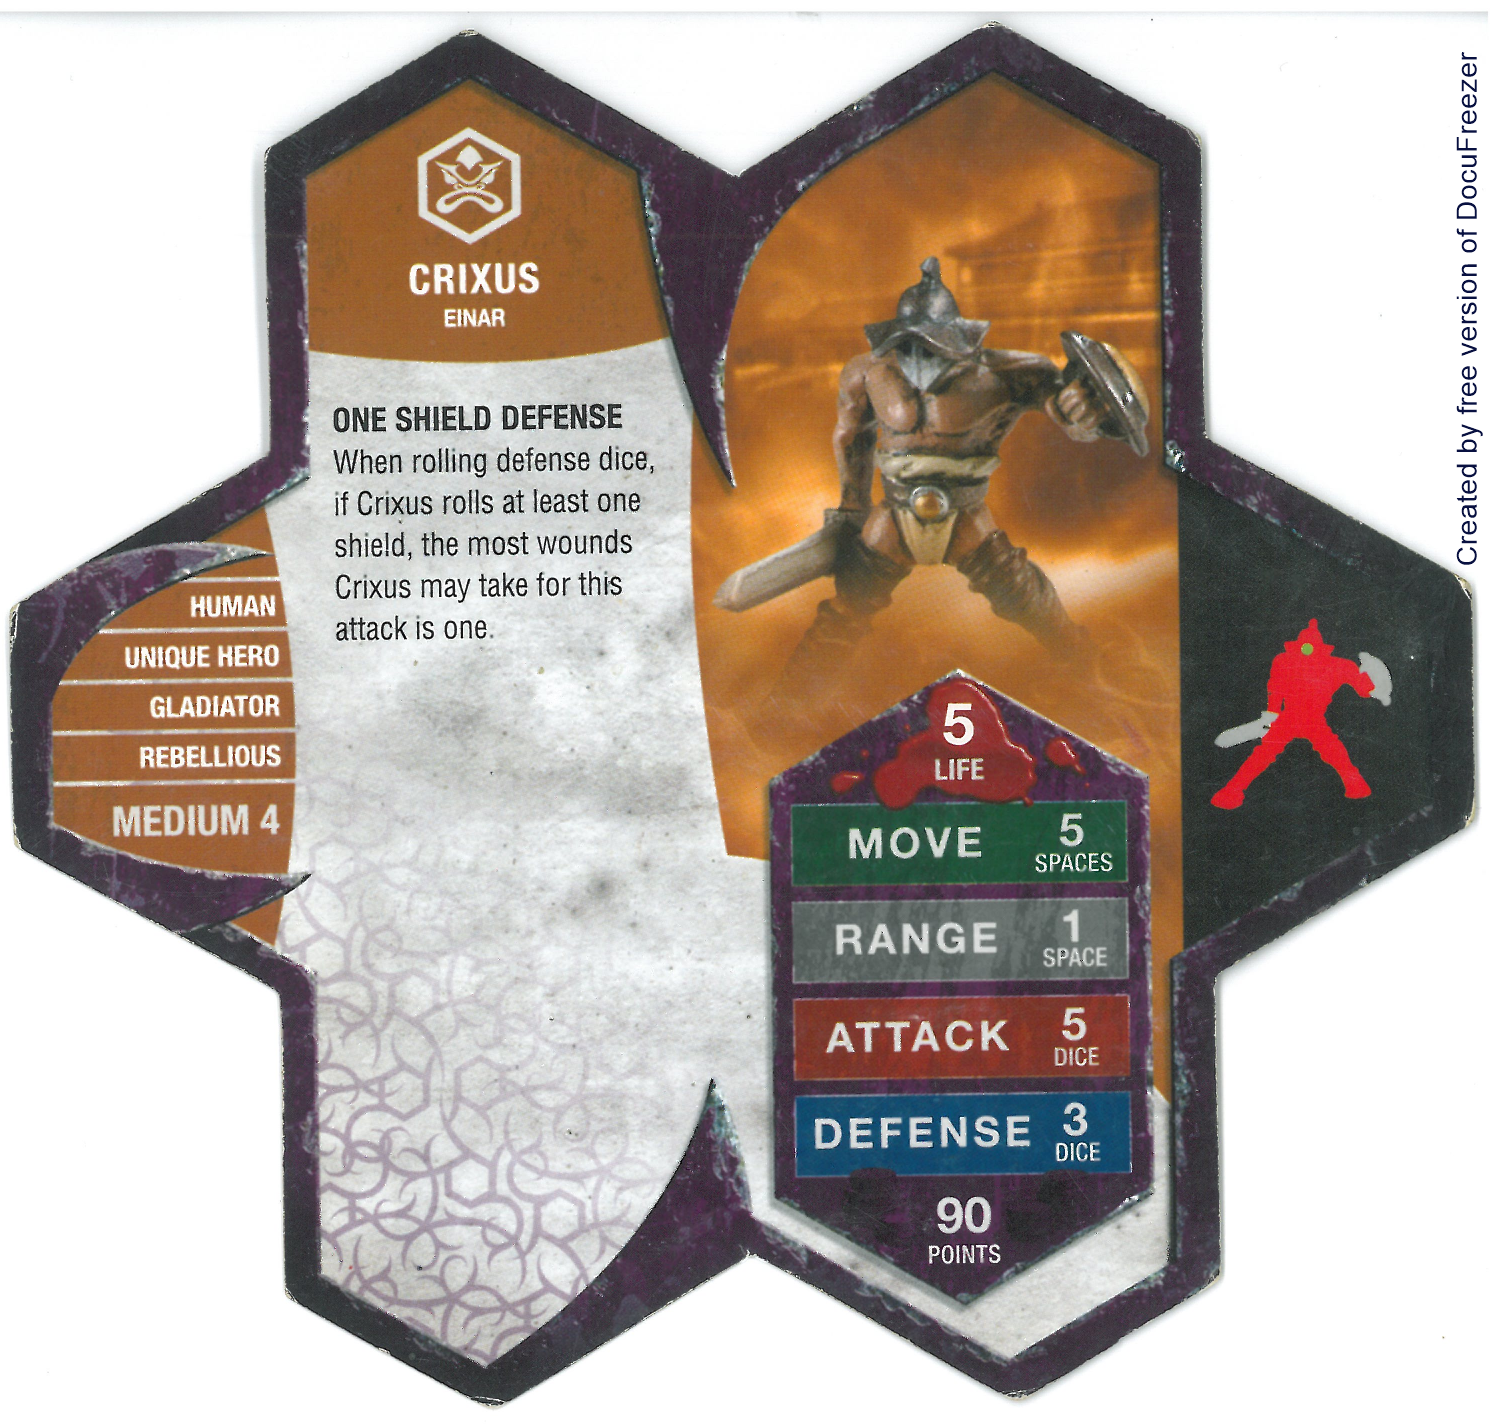 CRIXUS
EINAR
ONE SHIELD DEFENSE
When rolling defense dice,
if Crixus rolls at least one
shield, the most wounds
Crixus may take for this
attack is one.
HUMAN
UNIQUE HERO
GLADIATOR
REBELLIOUS
MEDIUM 4
5
LIFE
MOVE 5
SPACES
RANGE 1
SPACE
ATTACK 5
DICE
DEFENSE 3
DICE
90
POINTS
Created by free version of DocuFreezer